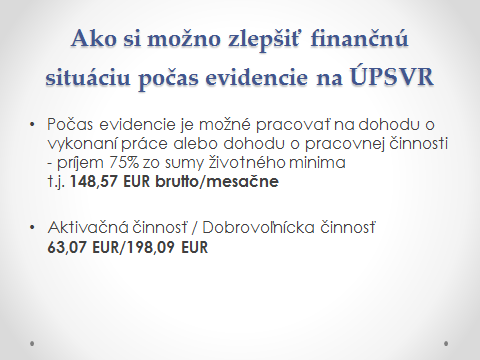 Ako si možno zlepšiť finančnú
situáciu počas evidencie na ÚPSVR
• Počas evidencie je možné pracovať na dohodu o
vykonaní práce alebo dohodu o pracovnej činnosti
- príjem 75% zo sumy životného minima
t.j. 148,57 EUR brutto/mesačne
• Aktivačná činnosť / Dobrovoľnícka činnosť
63,07 EUR/198,09 EUR